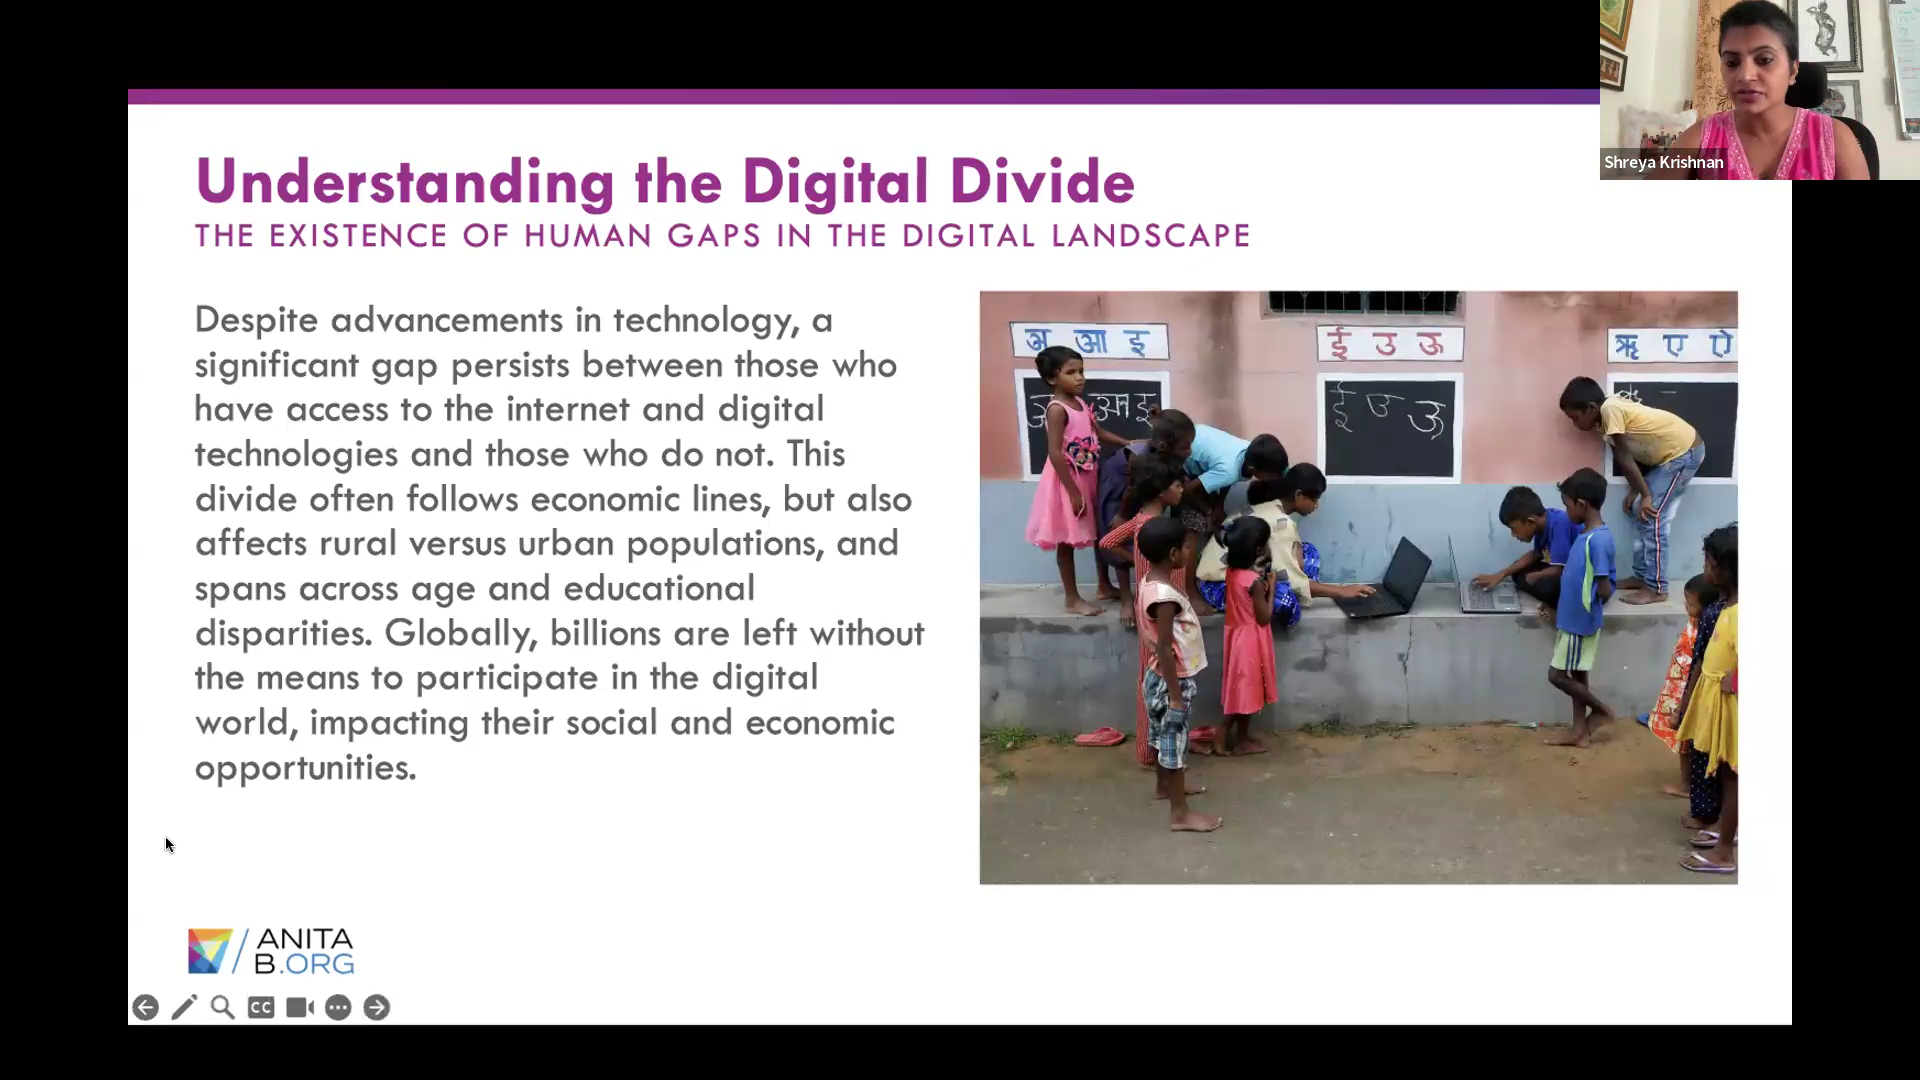 Shreya Krishnan
Understanding the Digital Divide
THE EXISTENCE OF HUMAN GAPS IN THE DIGITAL LANDSCAPE
Despite advancements in technology, a
significant gap persists between those who
have access to the internet and digital
technologies and those who do not. This
divide often follows economic lines, but also
affects rural versus urban populations, and
spans across age and educational
disparities. Globally, billions are left without
the means to participate in the digital
world, impacting their social and economic
opportunities.
अ आ इ
ई उ ऊ
ऋ ए ऐ
ई उ ऊ
ANITA
B.ORG
CC